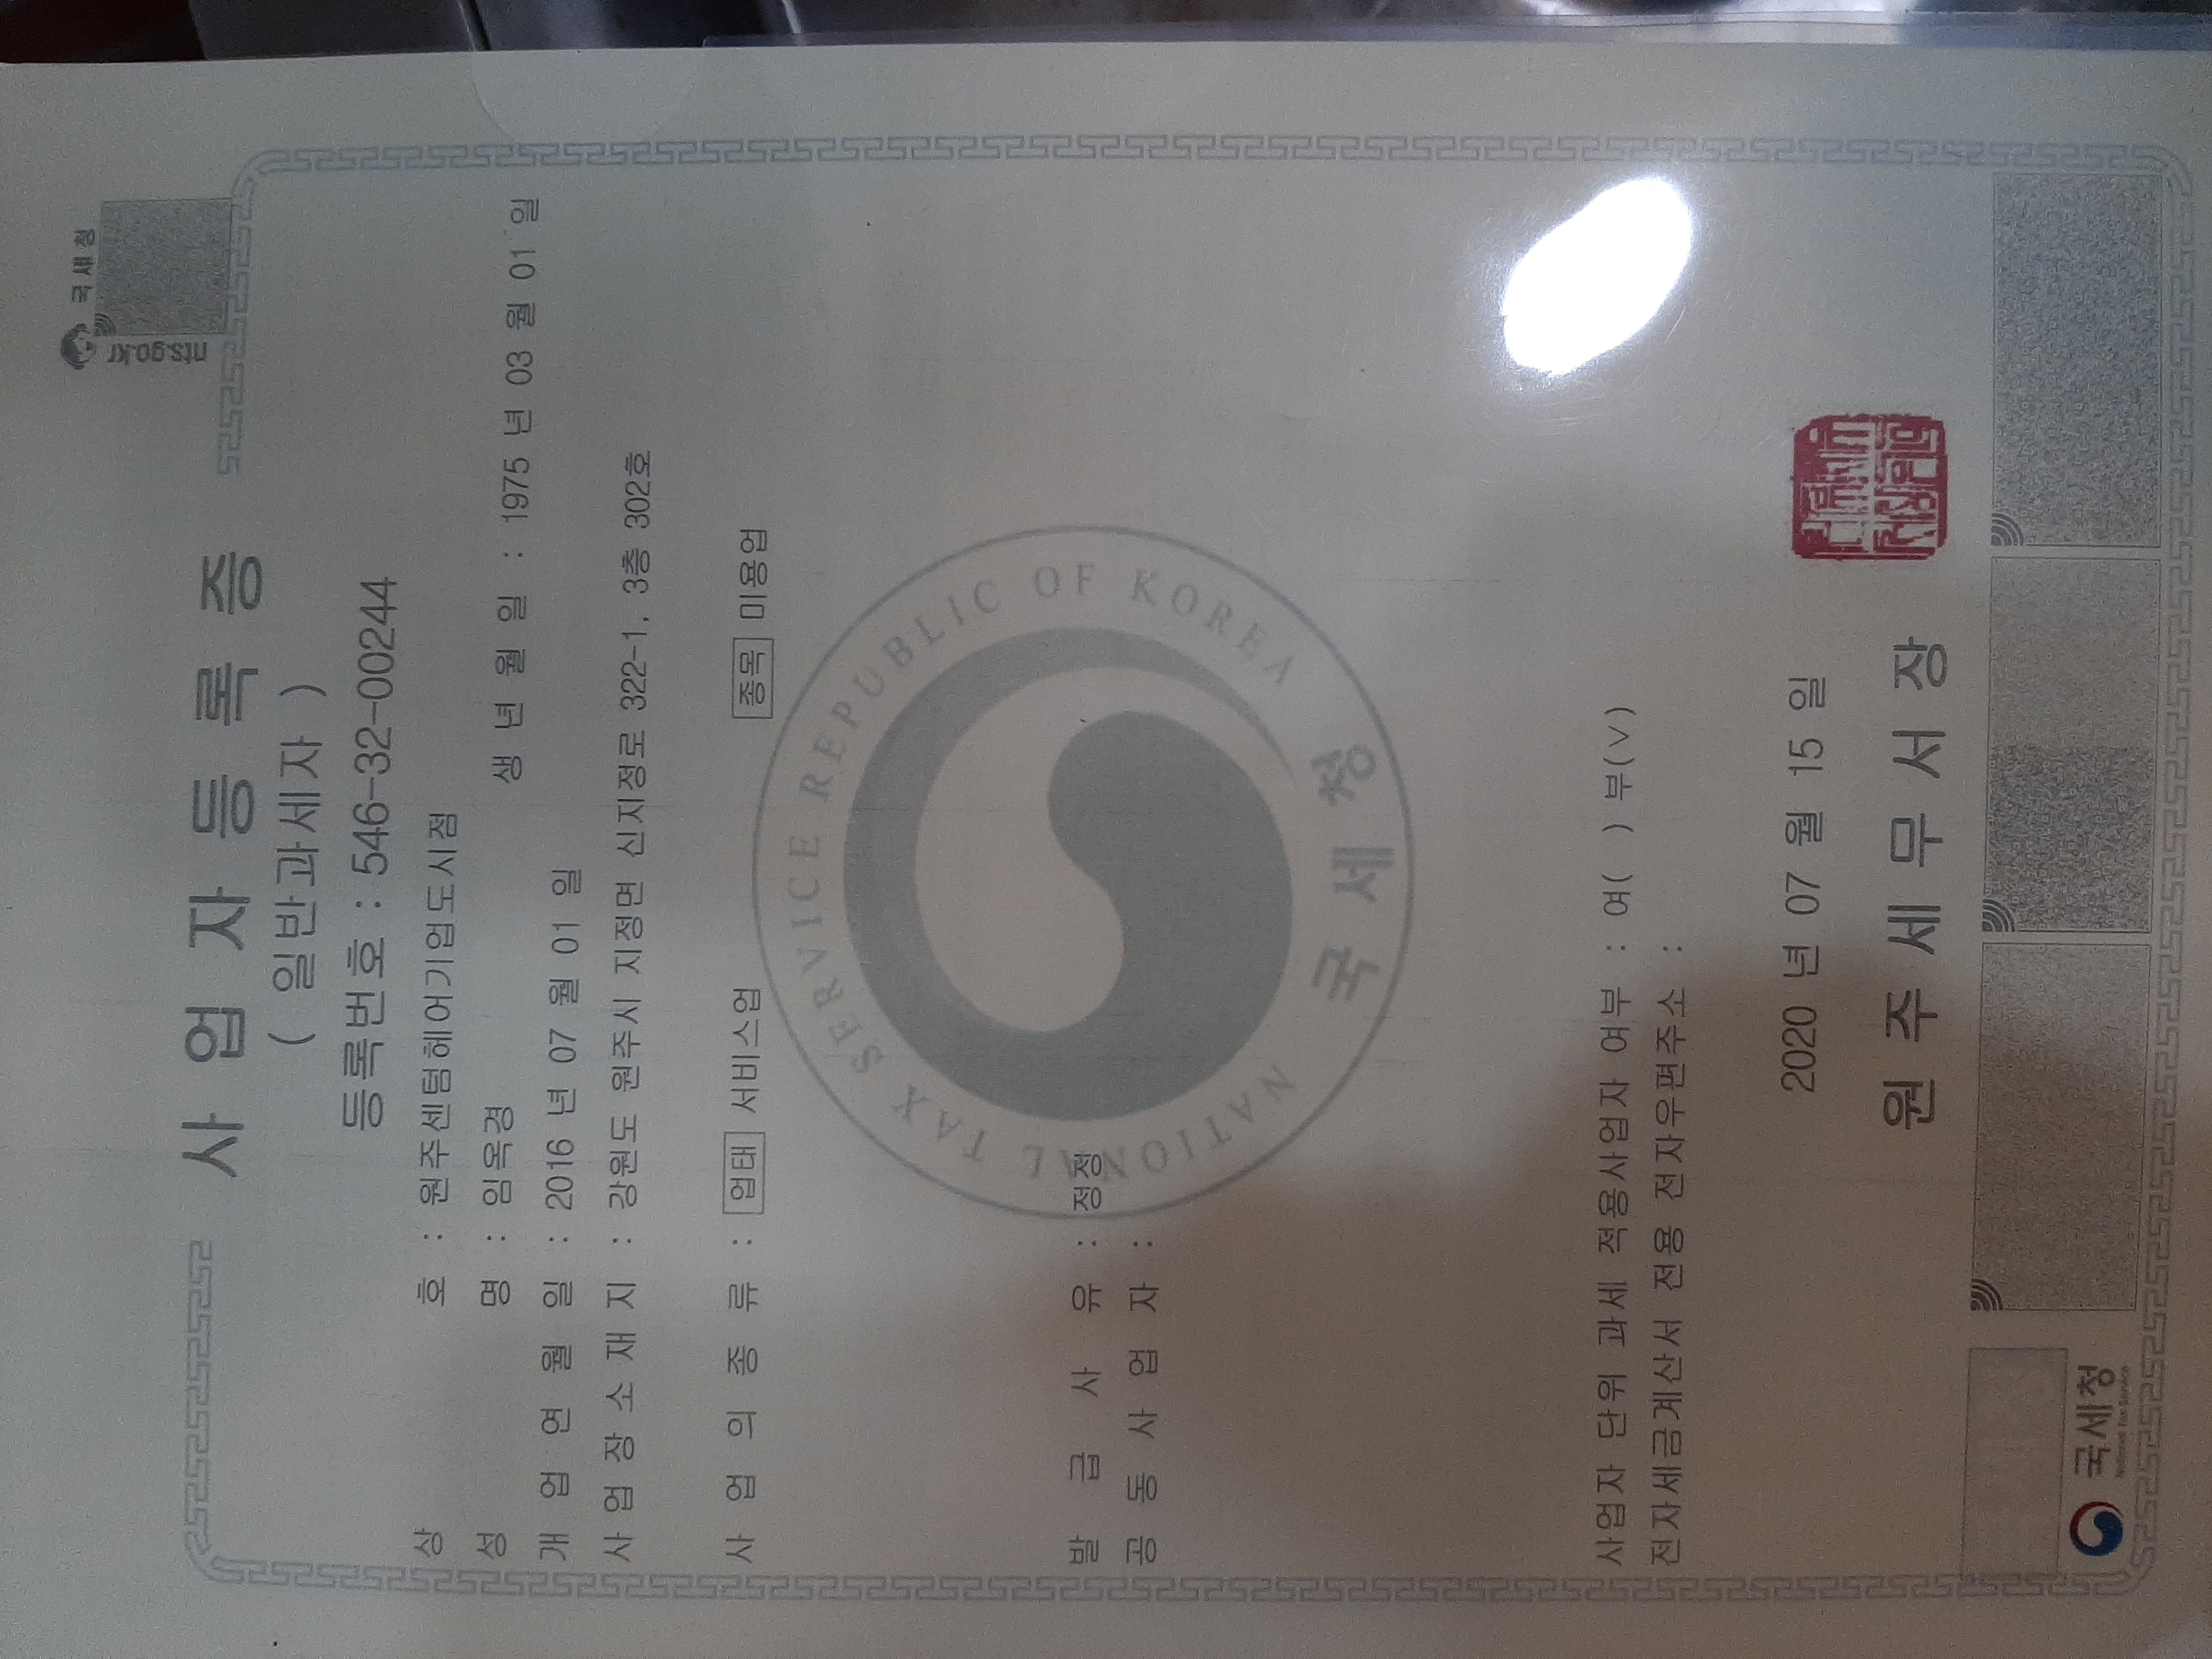 국세청
nts.go.kr
사업자등록증
( 일반과세자 )
등록번호 : 546-32-00244
상 호 : 원주센텀헤어기업도시점
성 명 : 임옥경 생 년 월 일 : 1975 년 03 월 01 일
개 업 연 월 일 : 2016 년 07 월 01 일
사 업 장 소 재 지 : 강원도 원주시 지정면 신지정로 322-1, 3층 302호
사 업 의 종 류 : 업태 서비스업 종목 미용업
NATIONAL TAX SERVICE REPUBLIC OF KOREA
국세청
발 급 사 유 : 정정
공 동 사 업 자 :
사업자 단위 과세 적용사업자 여부 : 여( ) 부(∨)
전자세금계산서 전용 전자우편주소 :
2020 년 07 월 15 일
원 주 세 무 서 장
국세청
National Tax Service